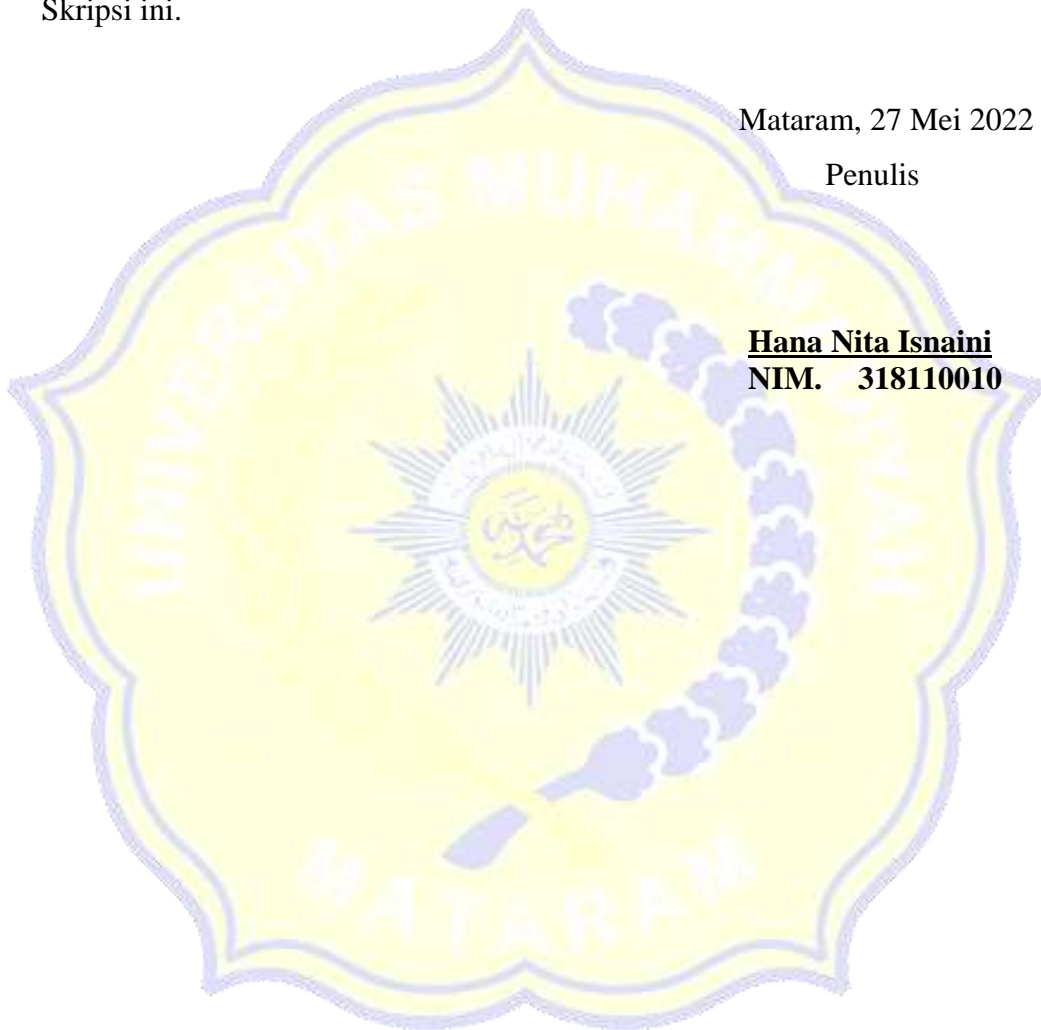 Skripsi ini.
Mataram, 27 Mei 2022
Penulis
UNIVERSITAS MUHAMMADIYAH
Hana Nita Isnaini
NIM. 318110010
MATARAM